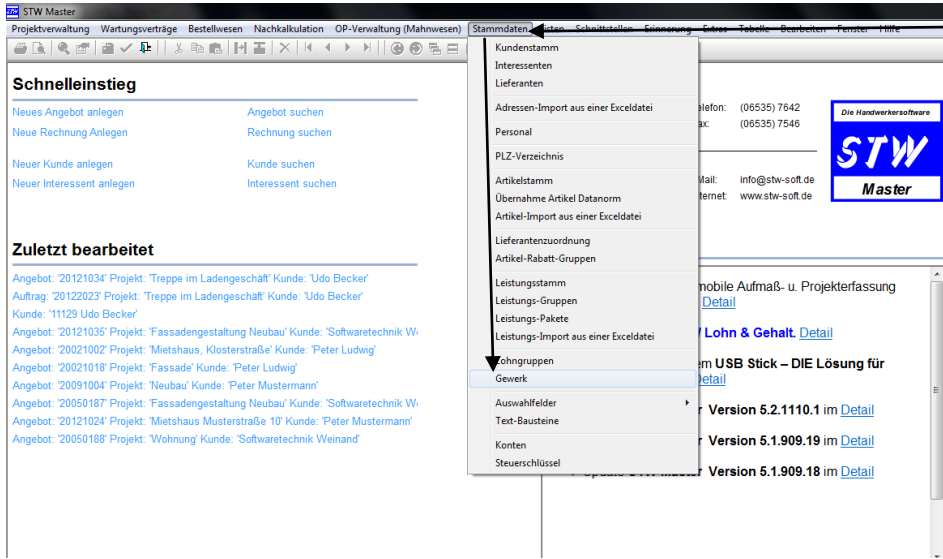 STW Master
Projektverwaltung Wartungsverträge Bestellwesen Nachkalkulation OP-Verwaltung (Mahnwesen) Stammdaten Listen Schnittstellen Erinnerung Extras Tabelle Bearbeiten Fenster Hilfe
Schnelleinstieg
Neues Angebot anlegen Angebot suchen
Neue Rechnung Anlegen Rechnung suchen
Neuer Kunde anlegen Kunde suchen
Neuer Interessent anlegen Interessent suchen
Zuletzt bearbeitet
Angebot: '20121034' Projekt: 'Treppe im Ladengeschäft' Kunde: 'Udo Becker'
Auftrag: '20122023' Projekt: 'Treppe im Ladengeschäft' Kunde: 'Udo Becker'
Kunde: '11129 Udo Becker'
Angebot: '20121035' Projekt: 'Fassadengestaltung Neubau' Kunde: 'Softwaretechnik We
Angebot: '20021002' Projekt: 'Mietshaus, Klosterstraße' Kunde: 'Peter Ludwig'
Angebot: '20021018' Projekt: 'Fassade' Kunde: 'Peter Ludwig'
Angebot: '20091004' Projekt: 'Neubau' Kunde: 'Peter Mustermann'
Angebot: '20050187' Projekt: 'Fassadengestaltung Neubau' Kunde: 'Softwaretechnik We
Angebot: '20121024' Projekt: 'Mietshaus Musterstraße 10' Kunde: 'Peter Mustermann'
Angebot: '20050188' Projekt: 'Wohnung' Kunde: 'Softwaretechnik Weinand'
Kundenstamm
Interessenten
Lieferanten
Adressen-Import aus einer Exceldatei
Personal
PLZ-Verzeichnis
Artikelstamm
Übernahme Artikel Datanorm
Artikel-Import aus einer Exceldatei
Lieferantenzuordnung
Artikel-Rabatt-Gruppen
Leistungsstamm
Leistungs-Gruppen
Leistungs-Pakete
Leistungs-Import aus einer Exceldatei
Lohngruppen
Gewerk
Auswahlfelder
Text-Bausteine
Konten
Steuerschlüssel
elefon: (06535) 7642
ax: (06535) 7546
Mail: info@stw-soft.de
ternet: www.stw-soft.de
Die Handwerkersoftware
STW
Master
mobile Aufmaß- u. Projekterfassung
Detail
Lohn & Gehalt. Detail
em USB Stick – DIE Lösung für
Detail
r Version 5.2.1110.1 im Detail
r Version 5.1.909.19 im Detail
Version 5.1.909.18 im Detail